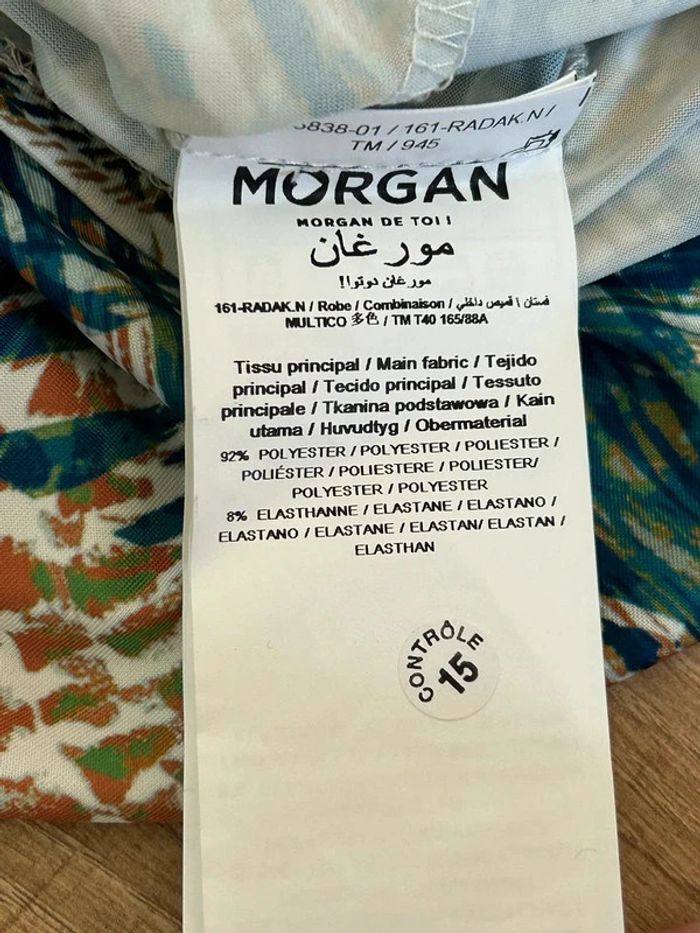 838-01 / 161-RADAK.N /
TM / 945
MORGAN
MORGAN DE TOI !
مورغان
مورغان دوتوا!
161-RADAK.N / Robe / Combinaison / فستان / قميص داخلي
MULTICO 多色 / TM T40 165/88A
Tissu principal / Main fabric / Tejido
principal / Tecido principal / Tessuto
principale / Tkanina podstawowa / Kain
utama / Huvudtyg / Obermaterial
92% POLYESTER / POLYESTER / POLIESTER /
POLIÉSTER / POLIESTERE / POLIESTER/
POLYESTER / POLYESTER
8% ELASTHANNE / ELASTANE / ELASTANO /
ELASTANO / ELASTANE / ELASTAN/ ELASTAN /
ELASTHAN
CONTRÔLE
15